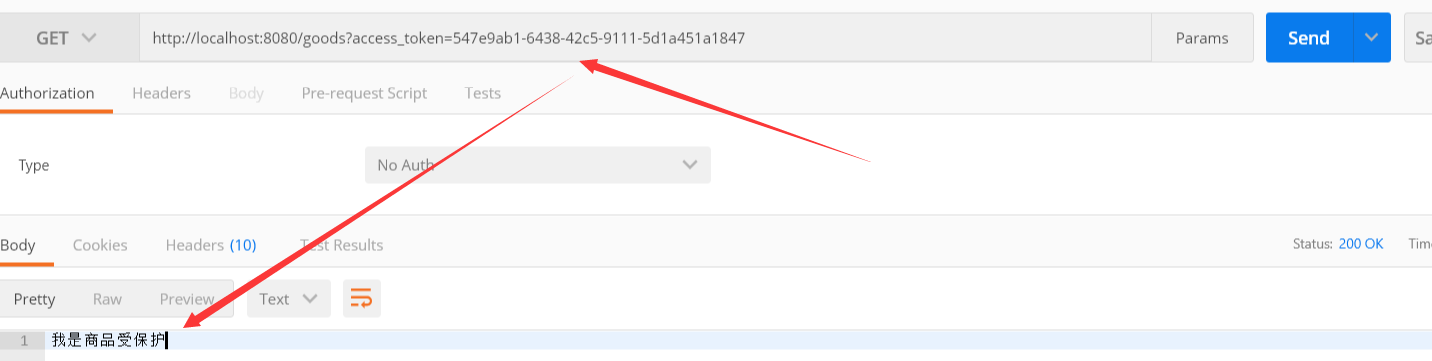 GET http://localhost:8080/goods?access_token=547e9ab1-6438-42c5-9111-5d1a451a1847 Params Send Sa
Authorization Headers Body Pre-request Script Tests
Type No Auth
Body Cookies Headers (10) Test Results Status: 200 OK Tim
Pretty Raw Preview Text
1 我是商品受保护